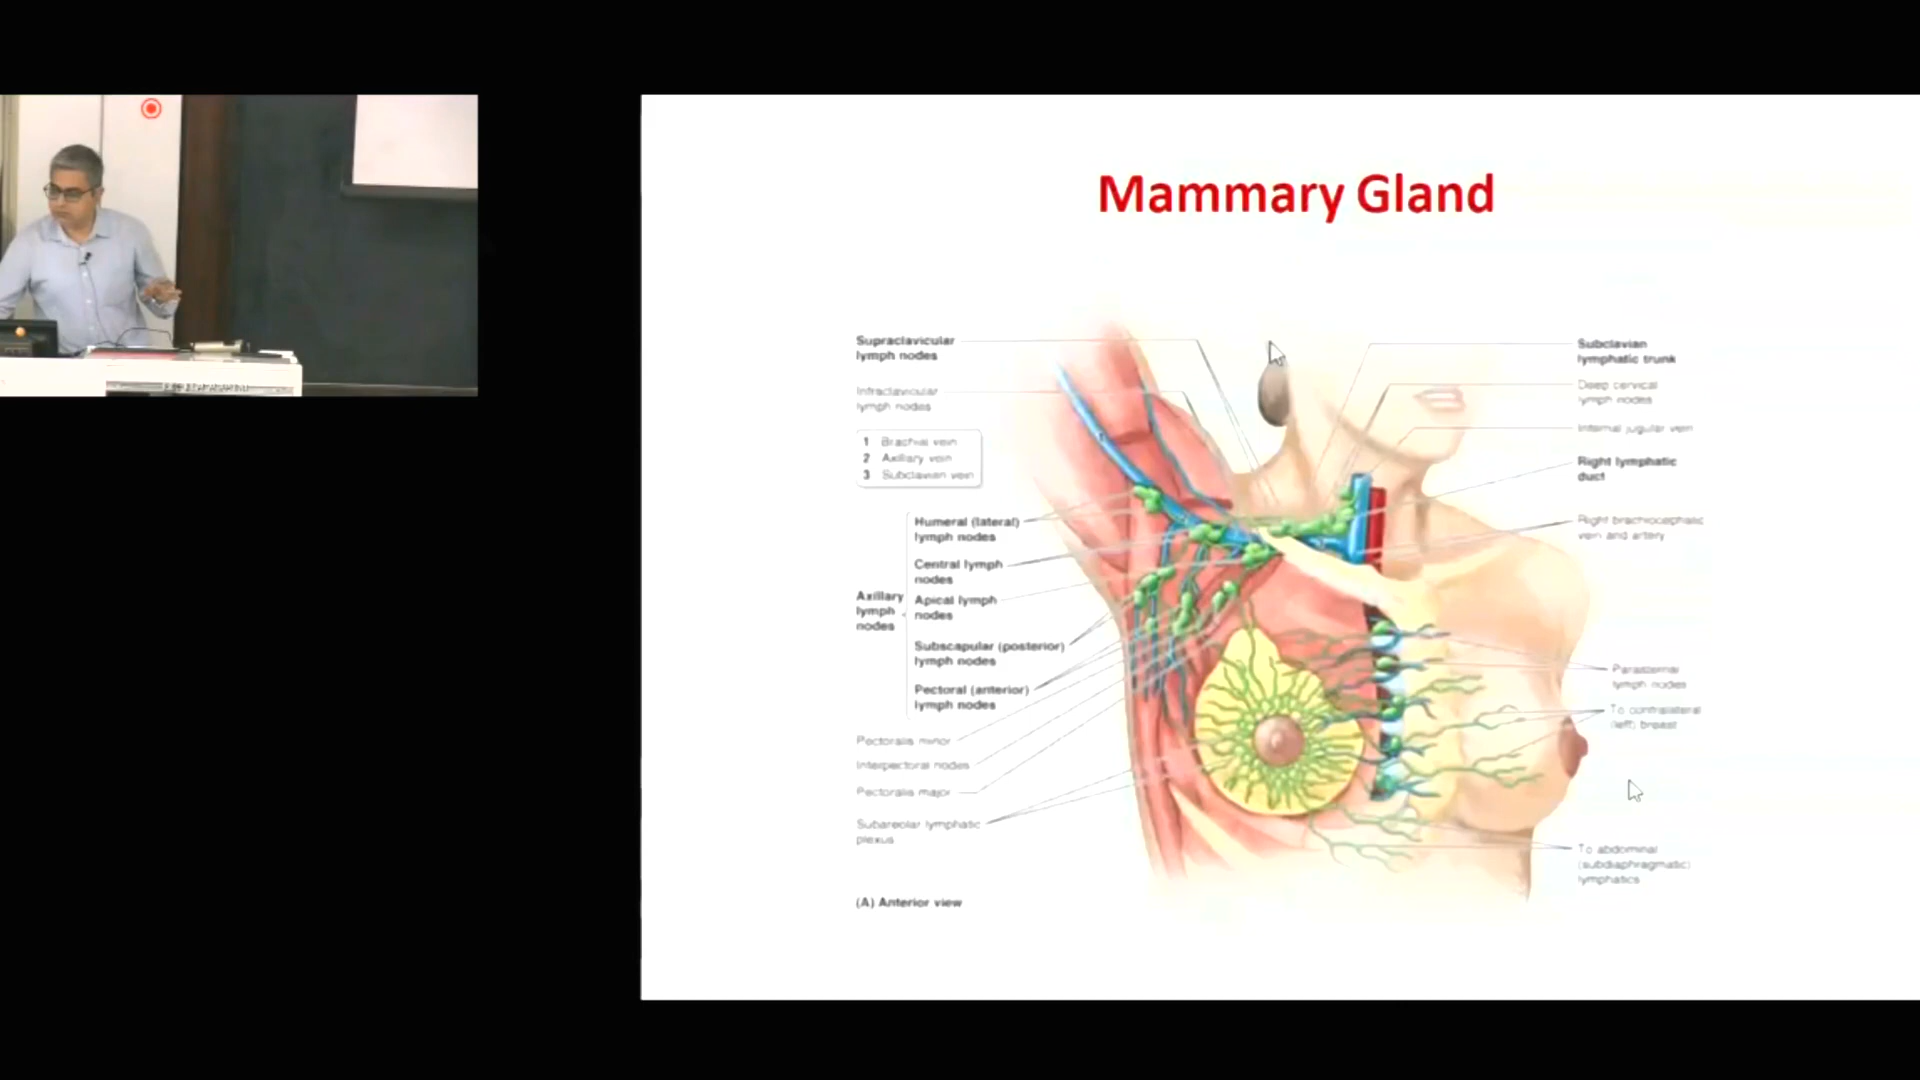 Mammary Gland
Supraclavicular
lymph nodes
Infraclavicular
lymph nodes
1 Brachial vein
2 Axillary vein
3 Subclavian vein
Humeral (lateral)
lymph nodes
Central lymph
nodes
Axillary
lymph
nodes
Apical lymph
nodes
Subscapular (posterior)
lymph nodes
Pectoral (anterior)
lymph nodes
Pectoralis minor
Interpectoral nodes
Pectoralis major
Subareolar lymphatic
plexus
(A) Anterior view
Subclavian
lymphatic trunk
Deep cervical
lymph nodes
Internal jugular vein
Right lymphatic
duct
Right brachiocephalic
vein and artery
Parasternal
lymph nodes
To contralateral
(left) breast
To abdominal
(subdiaphragmatic)
lymphatics